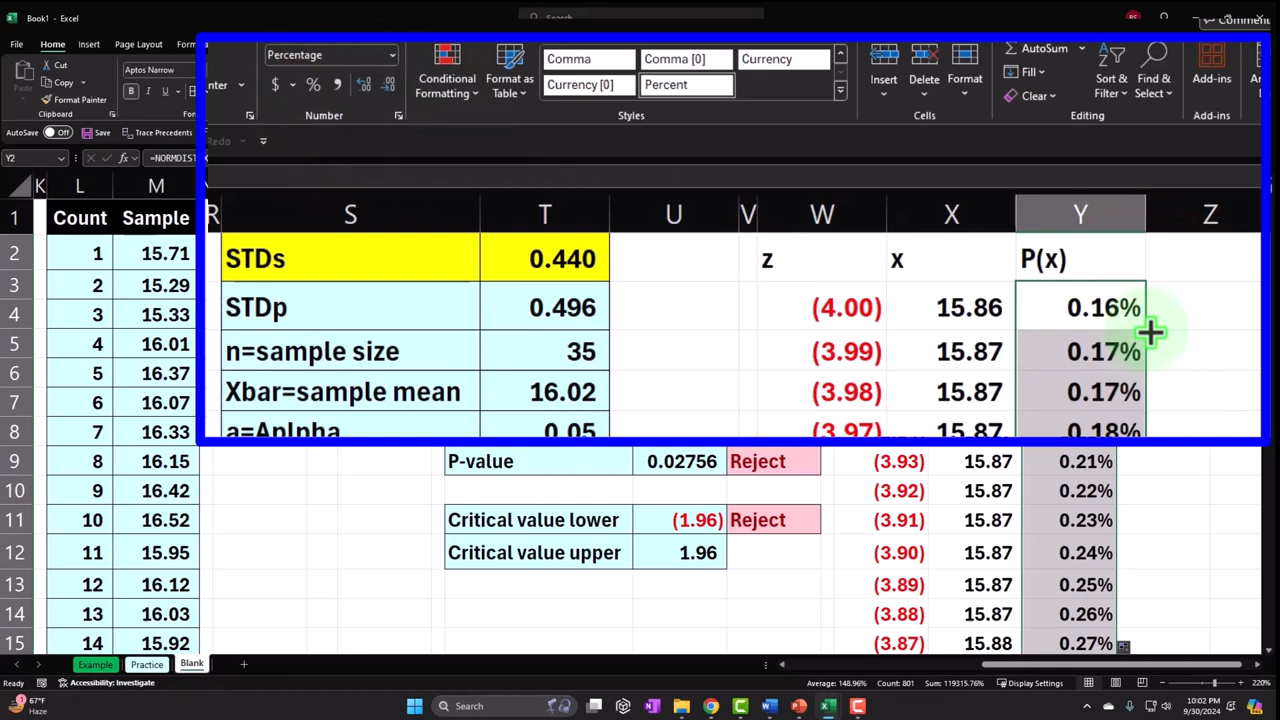 Book1 - Excel
Search
RS
Comment
File Home Insert Page Layout Formu
Cut
Copy
Format Painter
Clipboard
Aptos Narrow
B I U
AutoSave Off Save Trace Precedents
Y2 =NORMDIST
enter
Percentage
$ % ,
Number
Conditional Formatting
Format as Table
Comma Comma [0] Currency
Currency [0] Percent
Styles
Insert Delete Format
Cells
AutoSum
Fill
Clear
Sort & Filter
Find & Select
Editing
Add-ins
Add-ins
Redo
K L M R S T U V W X Y Z
1 Count Sample
2 1 15.71 STDs 0.440 z x P(x)
3 2 15.29
4 3 15.33 STDp 0.496 (4.00) 15.86 0.16%
5 4 16.01 n=sample size 35 (3.99) 15.87 0.17%
6 5 16.37
7 6 16.07 Xbar=sample mean 16.02 (3.98) 15.87 0.17%
8 7 16.33 a=Aplpha 0.05 (3.97) 15.87 0.18%
9 8 16.15 P-value 0.02756 Reject (3.93) 15.87 0.21%
10 9 16.42 (3.92) 15.87 0.22%
11 10 16.52 Critical value lower (1.96) Reject (3.91) 15.87 0.23%
12 11 15.95 Critical value upper 1.96 (3.90) 15.87 0.24%
13 12 16.12 (3.89) 15.87 0.25%
14 13 16.03 (3.88) 15.87 0.26%
15 14 15.92 (3.87) 15.88 0.27%
Example Practice Blank
Ready Accessibility: Investigate Average: 148.96% Count: 801 Sum: 119315.76% Display Settings 220%
67°F
Haze
Search
10:02 PM
9/30/2024